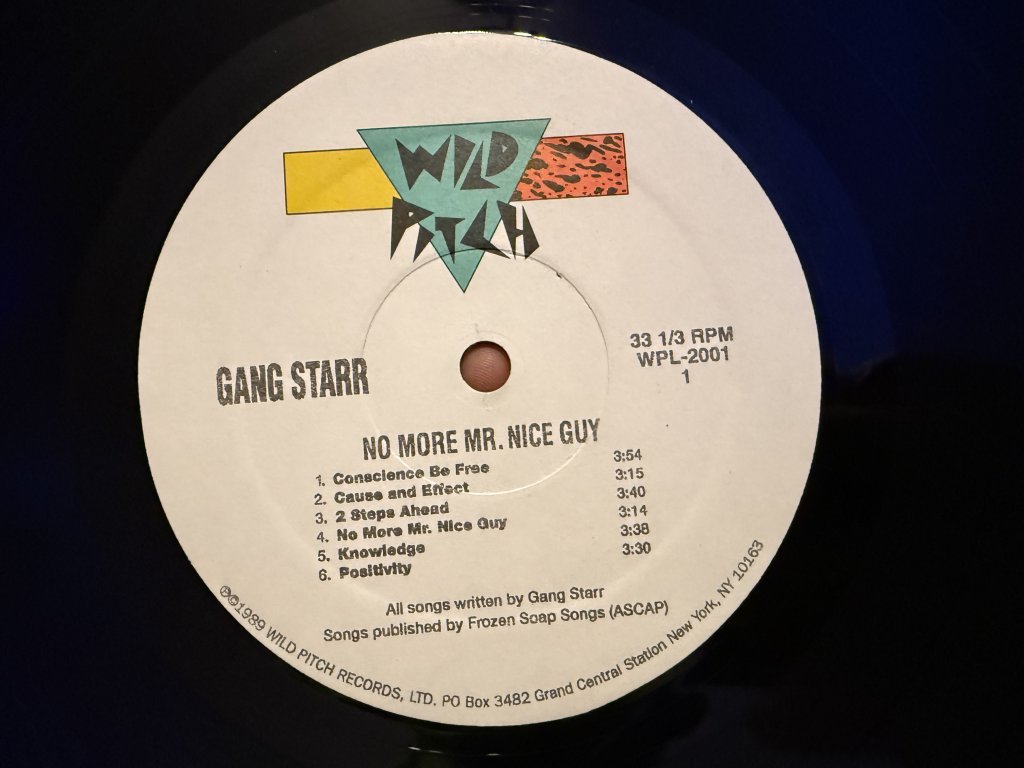 WILD
PITCH
GANG STARR
33 1/3 RPM
WPL-2001
1
NO MORE MR. NICE GUY
1. Conscience Be Free 3:54
2. Cause and Effect 3:15
3. 2 Steps Ahead 3:40
4. No More Mr. Nice Guy 3:14
5. Knowledge 3:38
6. Positivity 3:30
All songs written by Gang Starr
Songs published by Frozen Soap Songs (ASCAP)
℗©1989 WILD PITCH RECORDS, LTD. PO Box 3482 Grand Central Station New York, NY 10163